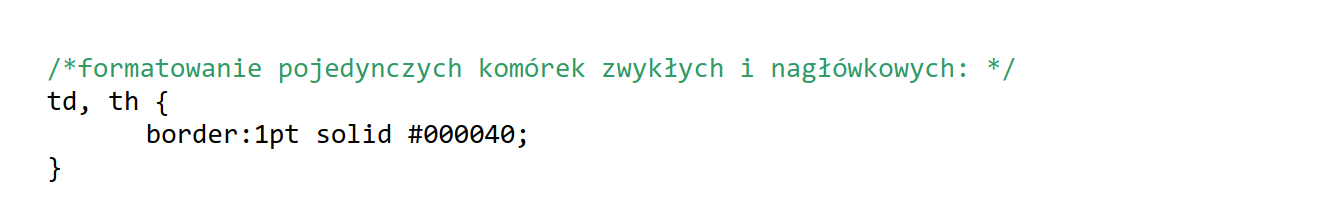 /*formatowanie pojedynczych komórek zwykłych i nagłówkowych: */
td, th {
border:1pt solid #000040;
}